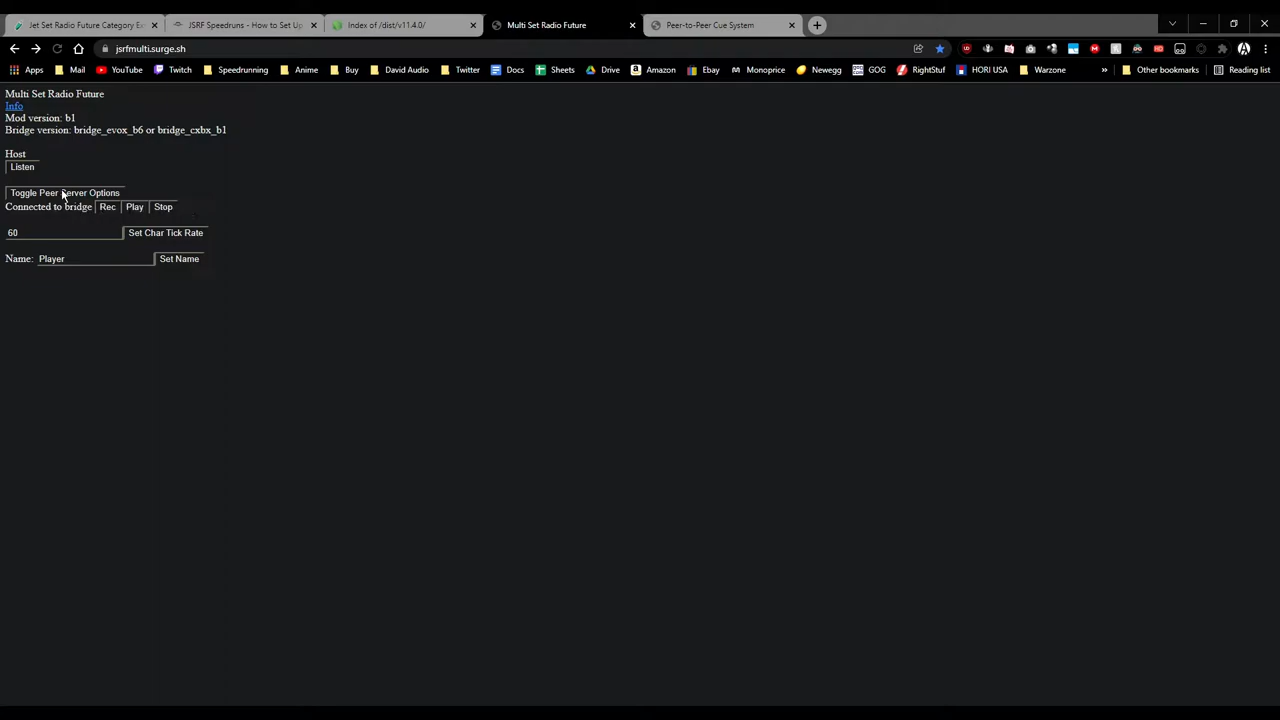 Jet Set Radio Future Category Ex
JSRF Speedruns - How to Set Up
Index of /dist/v11.4.0/
Multi Set Radio Future
Peer-to-Peer Cue System
jsrfmulti.surge.sh
Apps Mail YouTube Twitch Speedrunning Anime Buy David Audio Twitter Docs Sheets Drive Amazon Ebay Monoprice Newegg GOG RightStuf HORI USA Warzone » Other bookmarks Reading list
Multi Set Radio Future
Info
Mod version: b1
Bridge version: bridge_evox_b6 or bridge_cxbx_b1
Host
Listen
Toggle Peer Server Options
Connected to bridge Rec Play Stop
60 Set Char Tick Rate
Name: Player Set Name